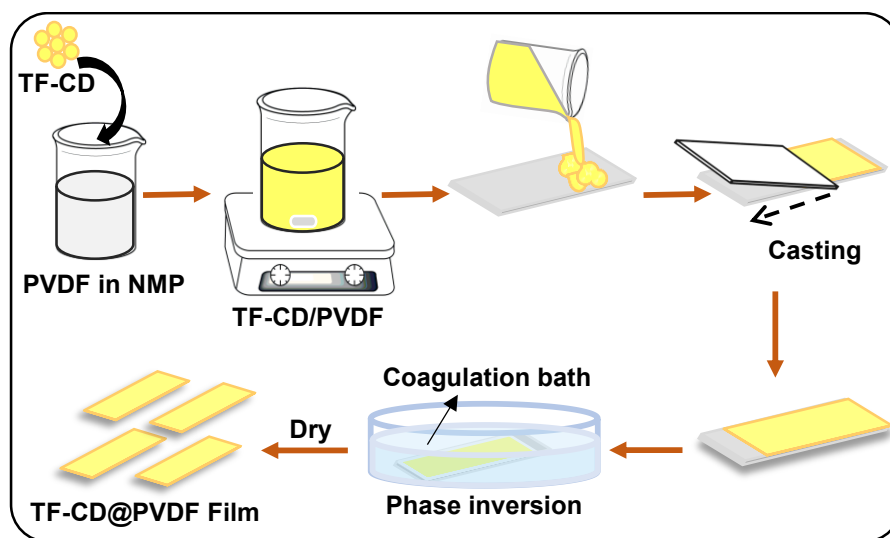 TF-CD
PVDF in NMP
TF-CD/PVDF
Casting
Coagulation bath
Phase inversion
Dry
TF-CD@PVDF Film